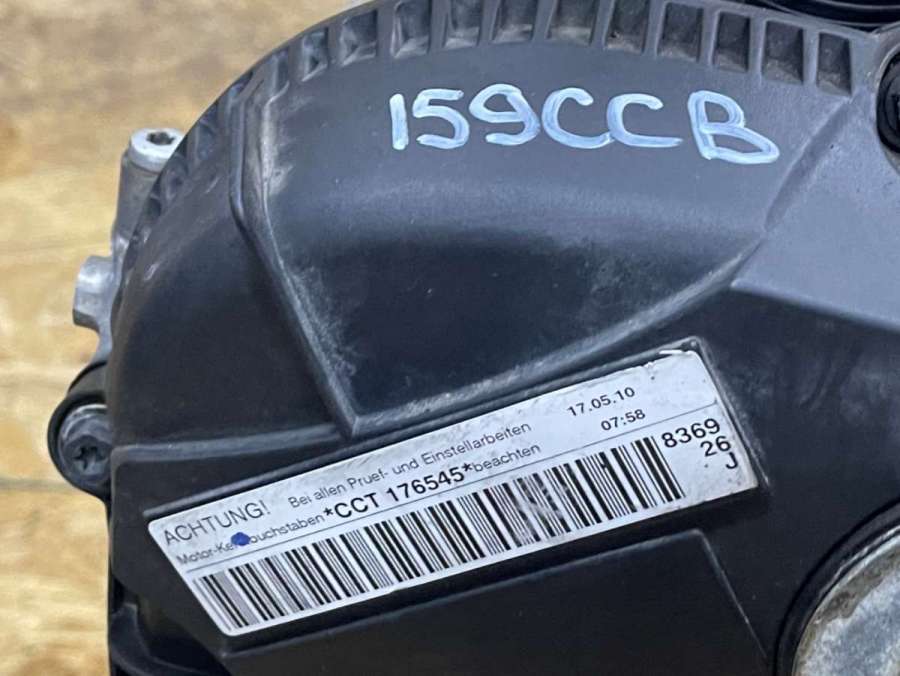 159CCB
ACHTUNG! Bei allen Pruef- und Einstellarbeiten 17.05.10
*CCT 176545*beachten 07:58
8369
26
J